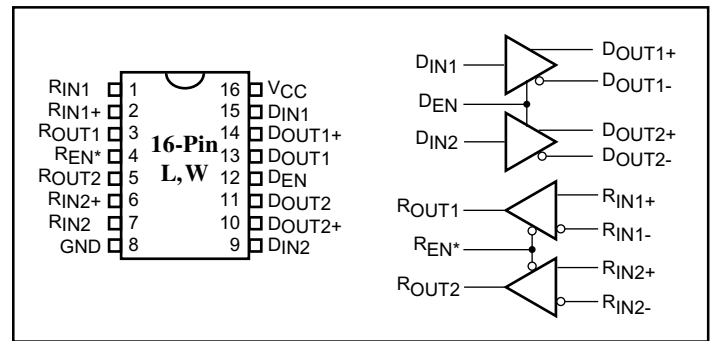 RIN1 1 16 VCC
RIN1+ 2 15 DIN1
ROUT1 3 14 DOUT1+
REN* 4 13 DOUT1
ROUT2 5 12 DEN
RIN2+ 6 11 DOUT2
RIN2 7 10 DOUT2+
GND 8 9 DIN2
16-Pin
L,W
DIN1
DOUT1+
DOUT1-
DEN
DIN2
DOUT2+
DOUT2-
ROUT1
RIN1+
RIN1-
REN*
ROUT2
RIN2+
RIN2-